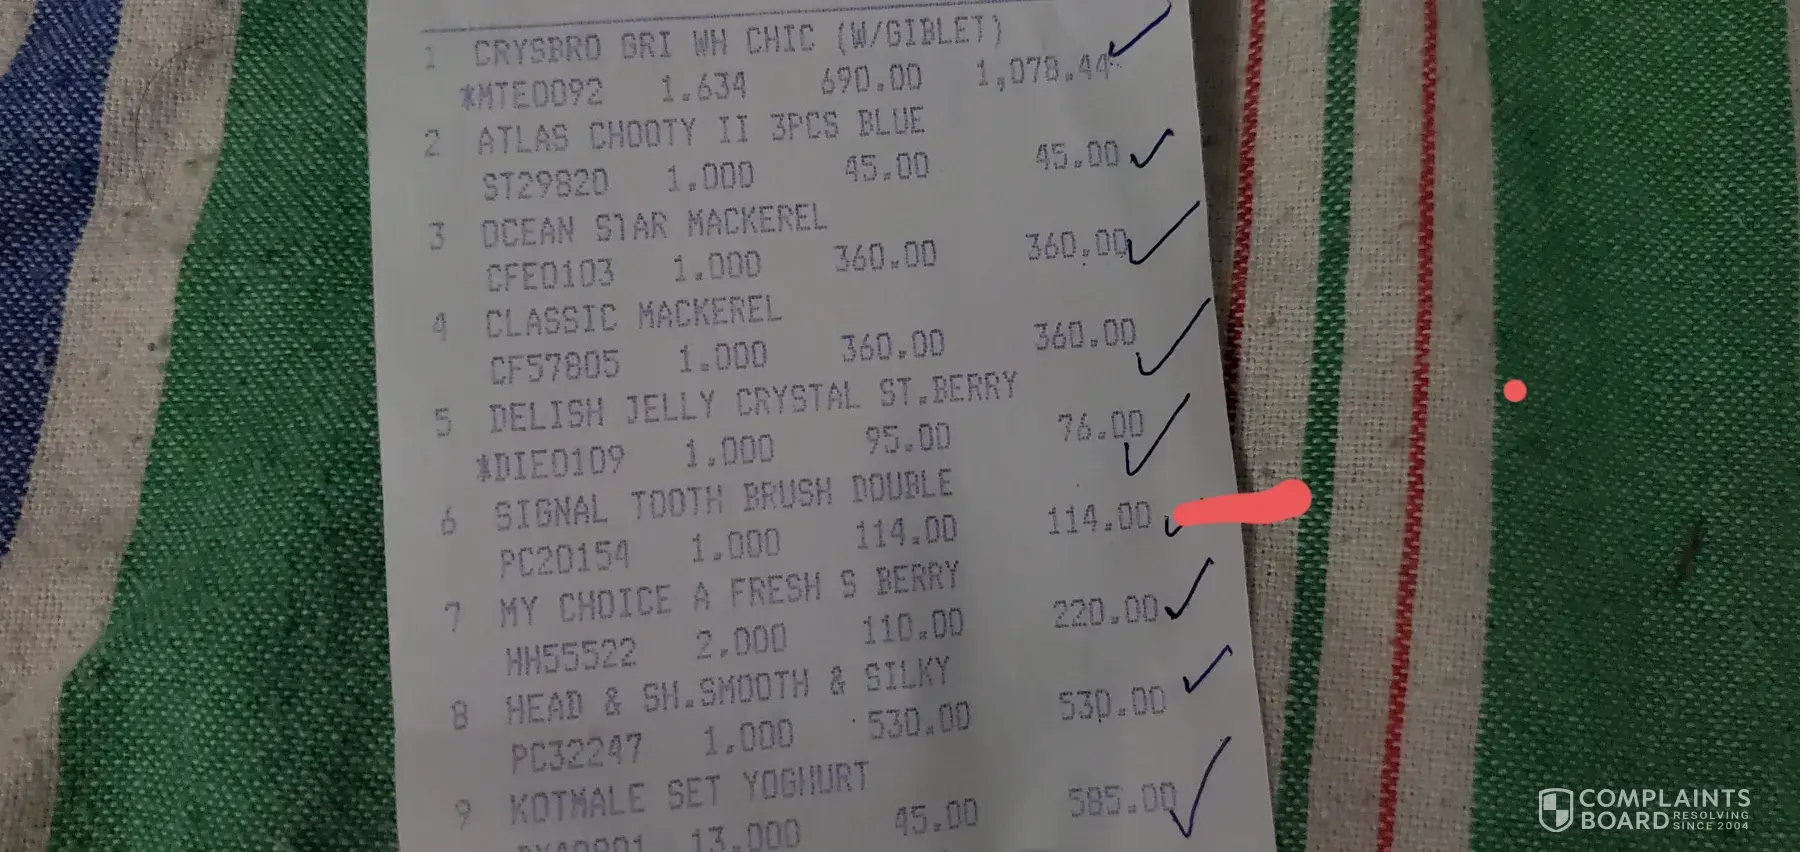 1 CRYSBRO GRI WH CHIC (W/GIBLET)
*MTE0092 1.634 690.00 1,078.44
2 ATLAS CHOOTY II 3PCS BLUE
ST29820 1.000 45.00 45.00
3 OCEAN STAR MACKEREL
CFE0103 1.000 360.00 360.00
4 CLASSIC MACKEREL
CF57805 1.000 360.00 360.00
5 DELISH JELLY CRYSTAL ST.BERRY
*DIE0109 1.000 95.00 76.00
6 SIGNAL TOOTH BRUSH DOUBLE
PC20154 1.000 114.00 114.00
7 MY CHOICE A FRESH S BERRY
HH55522 2.000 110.00 220.00
8 HEAD & SH.SMOOTH & SILKY
PC32247 1.000 530.00 530.00
9 KOTMALE SET YOGHURT
13.000 45.00 585.00
COMPLAINTS
BOARD RESOLVING
SINCE 2004